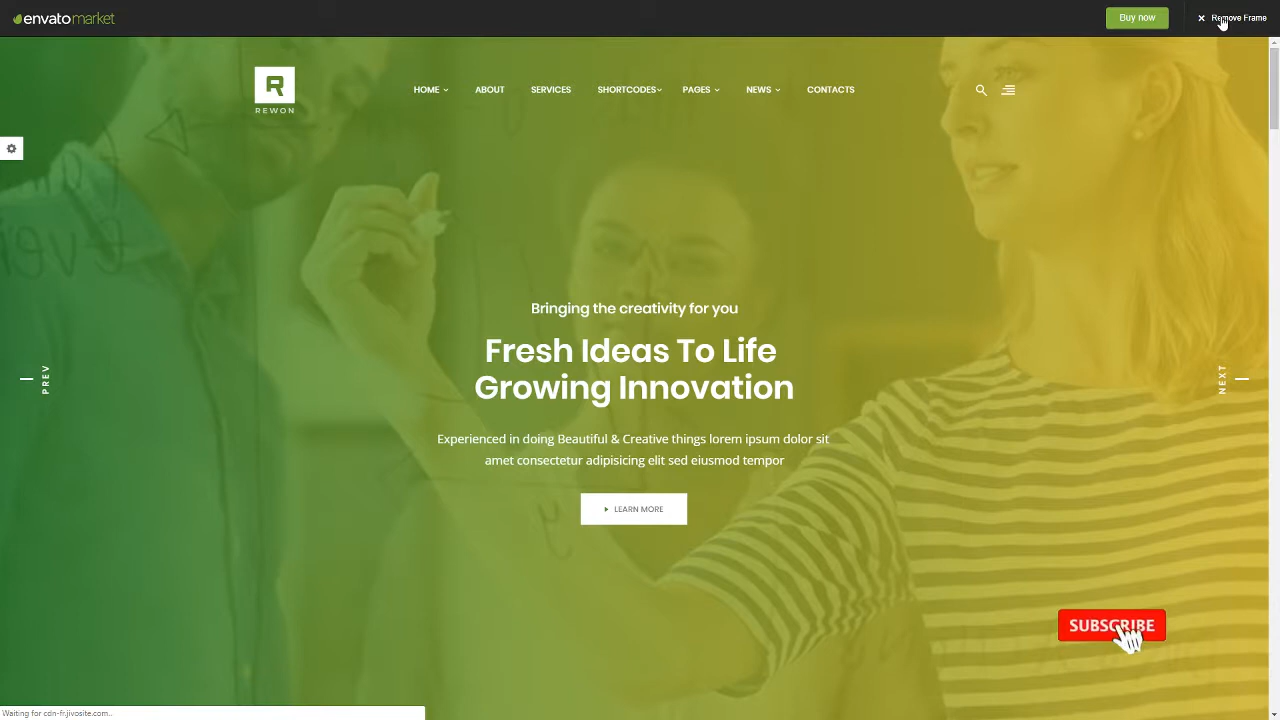 envato market
Buy now
× Remove Frame
R
REWON
HOME
ABOUT
SERVICES
SHORTCODES
PAGES
NEWS
CONTACTS
Bringing the creativity for you
Fresh Ideas To Life
Growing Innovation
PREV
NEXT
Experienced in doing Beautiful & Creative things lorem ipsum dolor sit
amet consectetur adipisicing elit sed eiusmod tempor
LEARN MORE
SUBSCRIBE
Waiting for cdn-fr.jivosite.com...